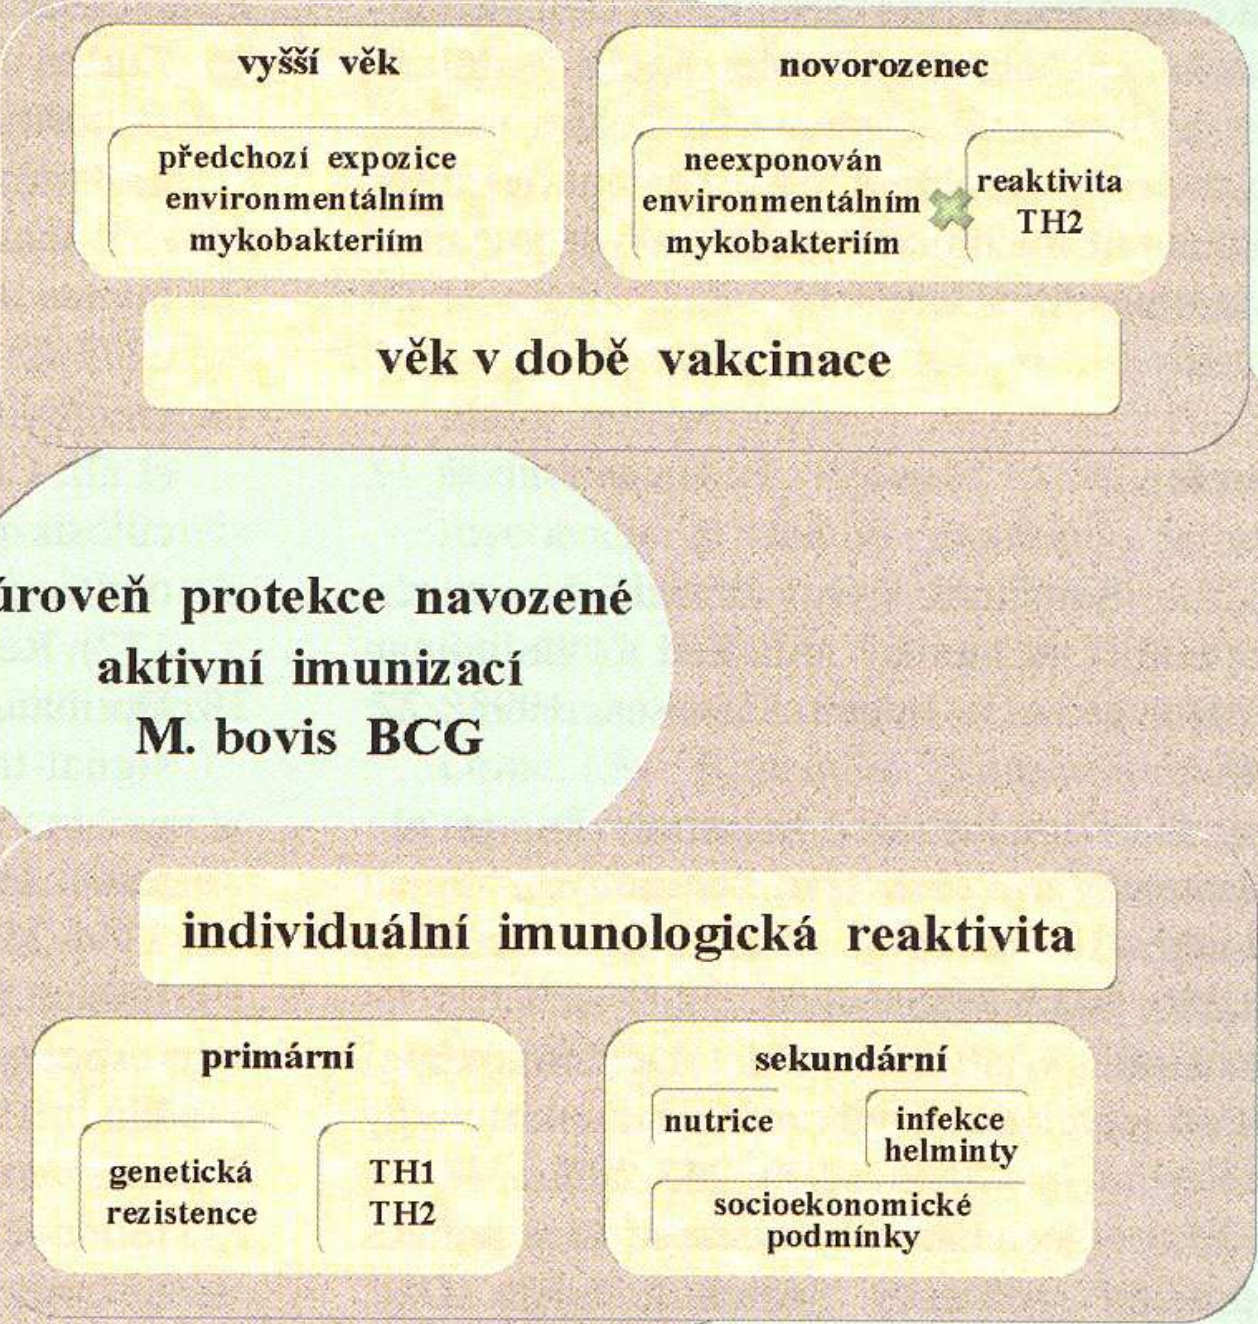 vyšší věk
předchozí expozice
environmentálním
mykobakteriím
novorozenec
neexponován
environmentálním
mykobakteriím
reaktivita
TH2
věk v době vakcinace
úroveň protekce navozené
aktivní imunizací
M. bovis BCG
individuální imunologická reaktivita
primární
genetická
rezistence
TH1
TH2
sekundární
nutrice
infekce
helminty
socioekonomické
podmínky